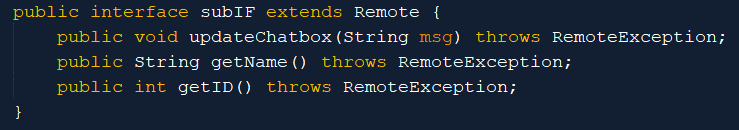 public interface subIF extends Remote {
    public void updateChatbox(String msg) throws RemoteException;
    public String getName() throws RemoteException;
    public int getID() throws RemoteException;
}